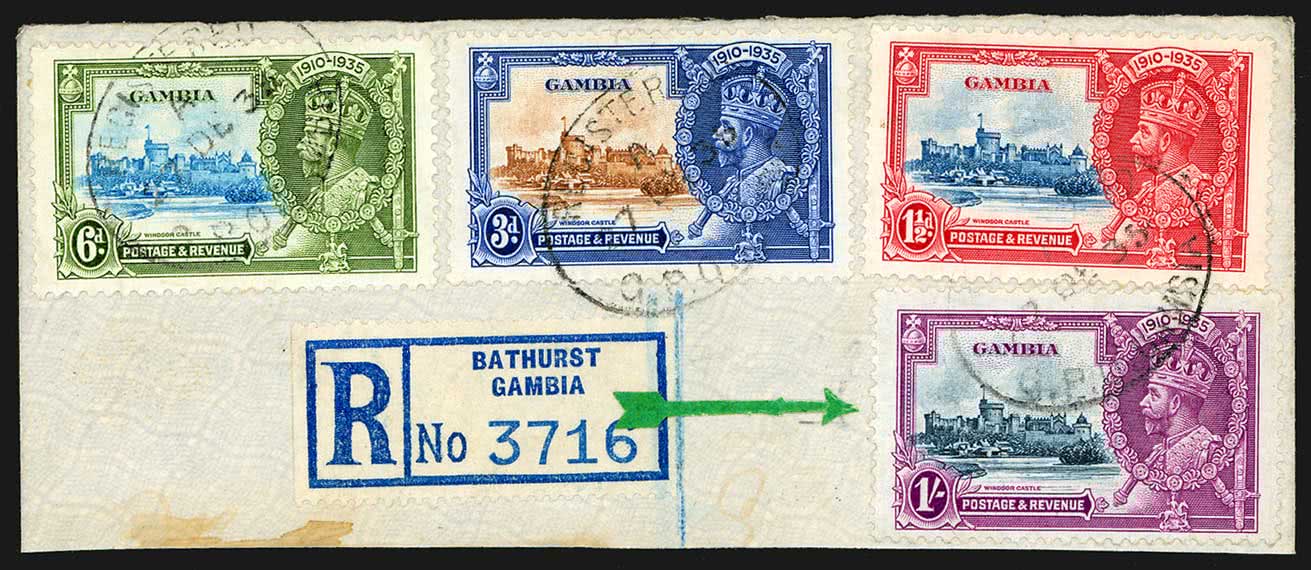 1910-1935
GAMBIA
WINDSOR CASTLE
6d.
POSTAGE & REVENUE
1910-1935
GAMBIA
WINDSOR CASTLE
3d.
POSTAGE & REVENUE
1910-1935
GAMBIA
WINDSOR CASTLE
1½d.
POSTAGE & REVENUE
G.P.O.
R
BATHURST
GAMBIA
No 3716
1910-1935
GAMBIA
WINDSOR CASTLE
1/-
POSTAGE & REVENUE